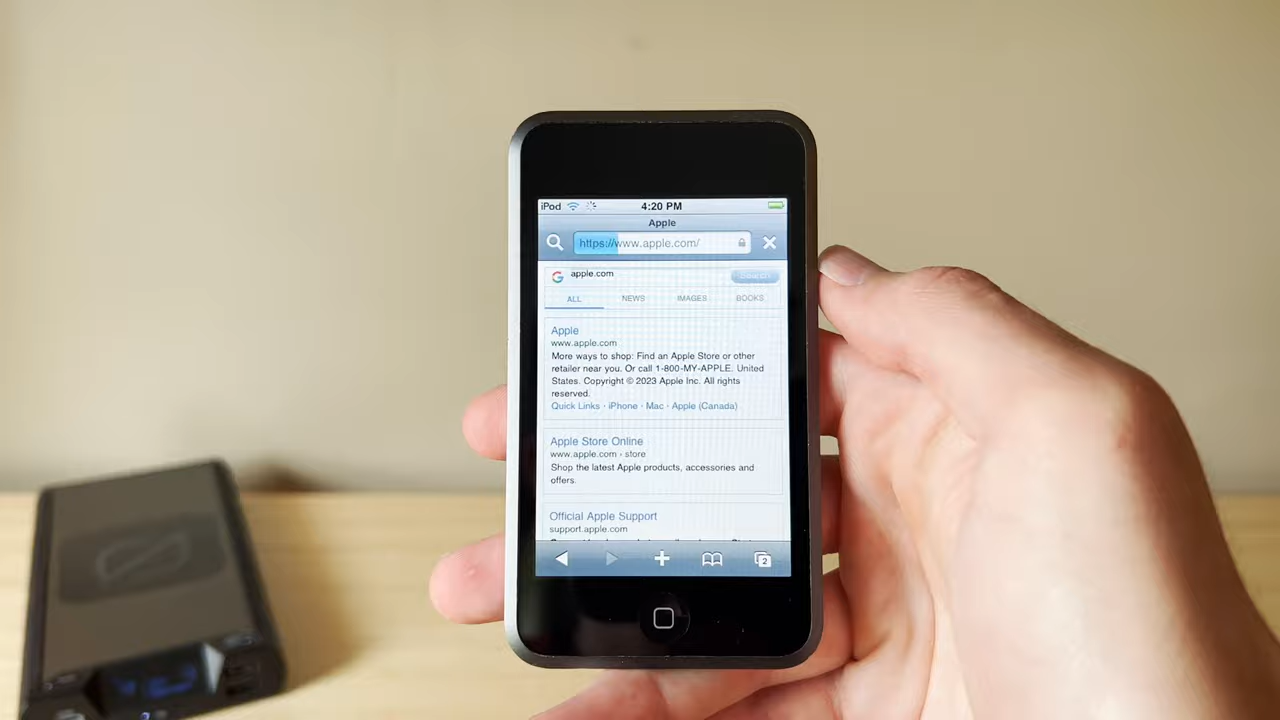 iPod 4:20 PM
Apple
https://www.apple.com/
apple.com Search
ALL NEWS IMAGES BOOKS
Apple
www.apple.com
More ways to shop: Find an Apple Store or other
retailer near you. Or call 1-800-MY-APPLE. United
States. Copyright © 2023 Apple Inc. All rights
reserved.
Quick Links · iPhone · Mac · Apple (Canada)
Apple Store Online
www.apple.com › store
Shop the latest Apple products, accessories and
offers.
Official Apple Support
support.apple.com
2